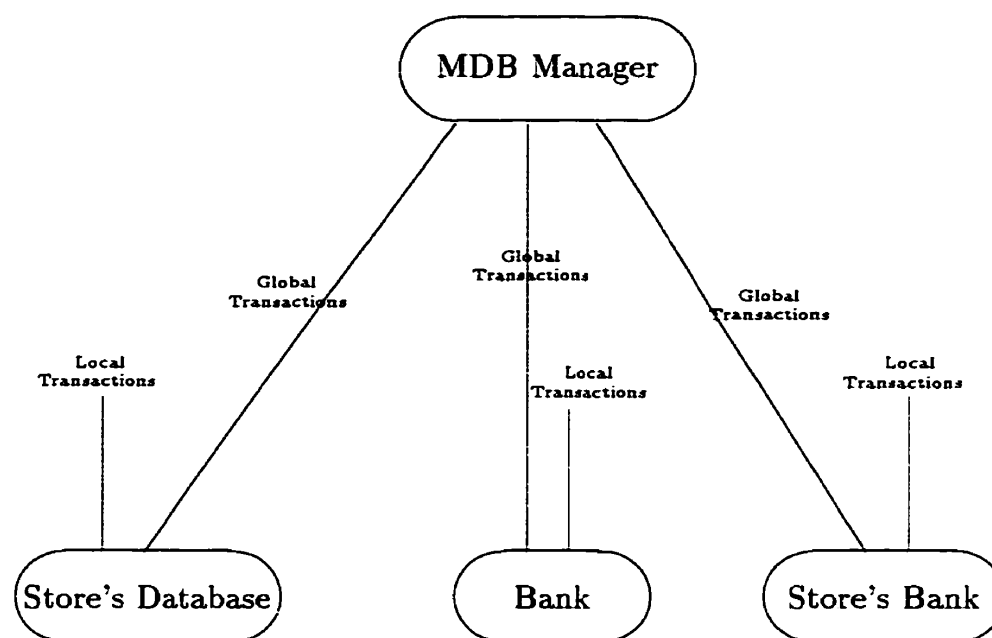 MDB Manager
Global
Transactions
Global
Transactions
Global
Transactions
Local
Transactions
Local
Transactions
Local
Transactions
Store's Database
Bank
Store's Bank